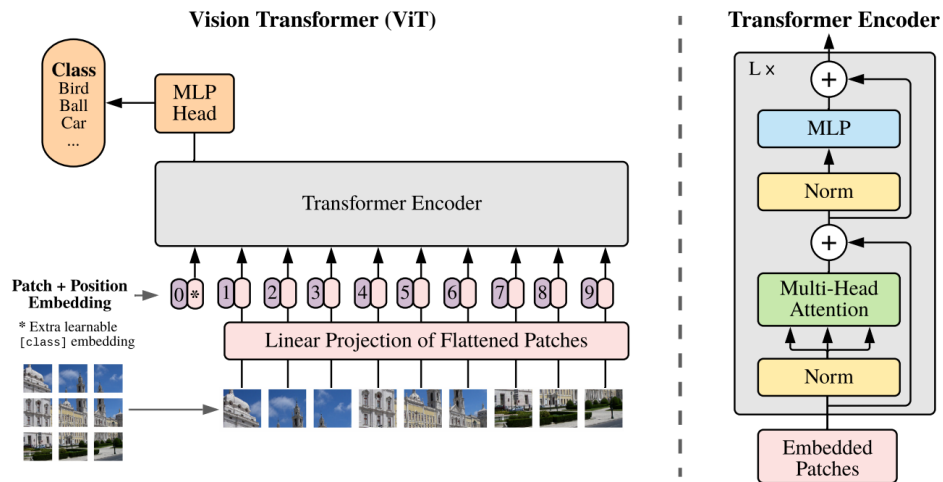 Vision Transformer (ViT)
Class
Bird
Ball
Car
...
MLP
Head
Transformer Encoder
Patch + Position
Embedding
* Extra learnable
[class] embedding
0 * 1 2 3 4 5 6 7 8 9
Linear Projection of Flattened Patches
Transformer Encoder
L ×
+
MLP
Norm
+
Multi-Head
Attention
Norm
Embedded
Patches